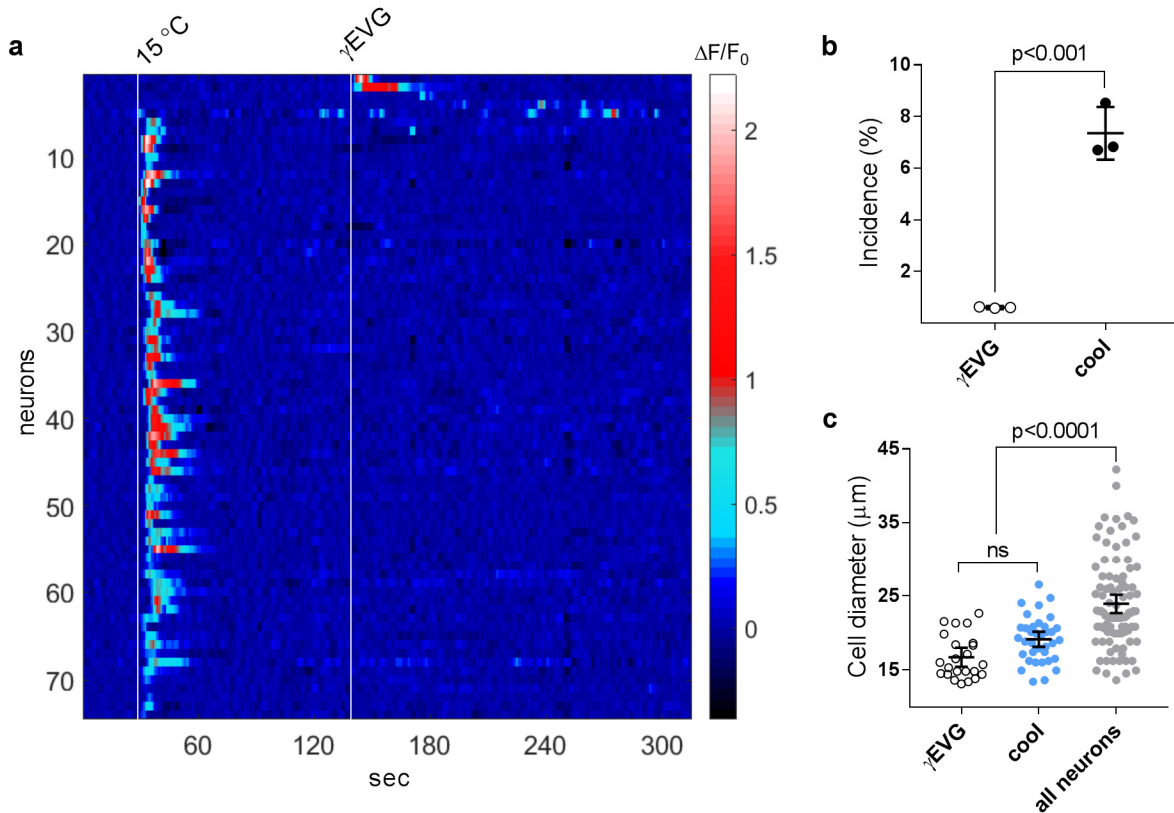 a
15 °C
γEVG
ΔF/F0
10
20
30
40
50
60
70
neurons
60
120
180
240
300
sec
2
1.5
1
0.5
0
b
p<0.001
10
8
6
4
2
Incidence (%)
γEVG
cool
c
p<0.0001
ns
45
35
25
15
Cell diameter (μm)
γEVG
cool
all neurons